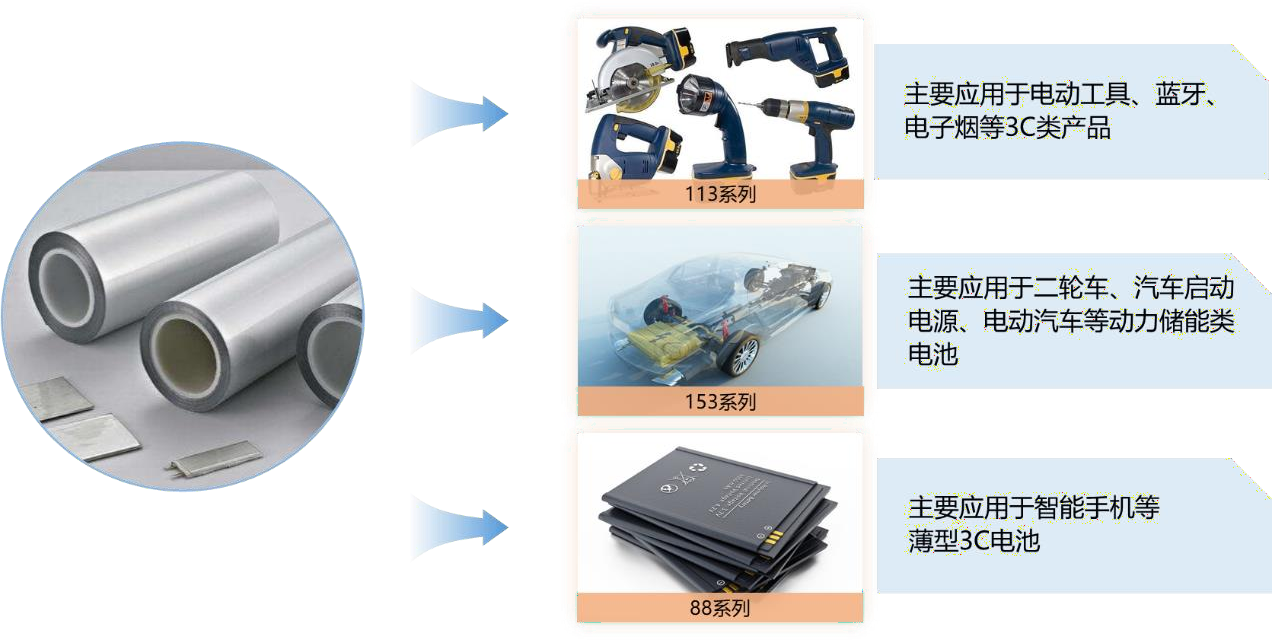 主要应用于电动工具、蓝牙、
电子烟等3C类产品
113系列
主要应用于二轮车、汽车启动
电源、电动汽车等动力储能类
电池
153系列
主要应用于智能手机等
薄型3C电池
88系列